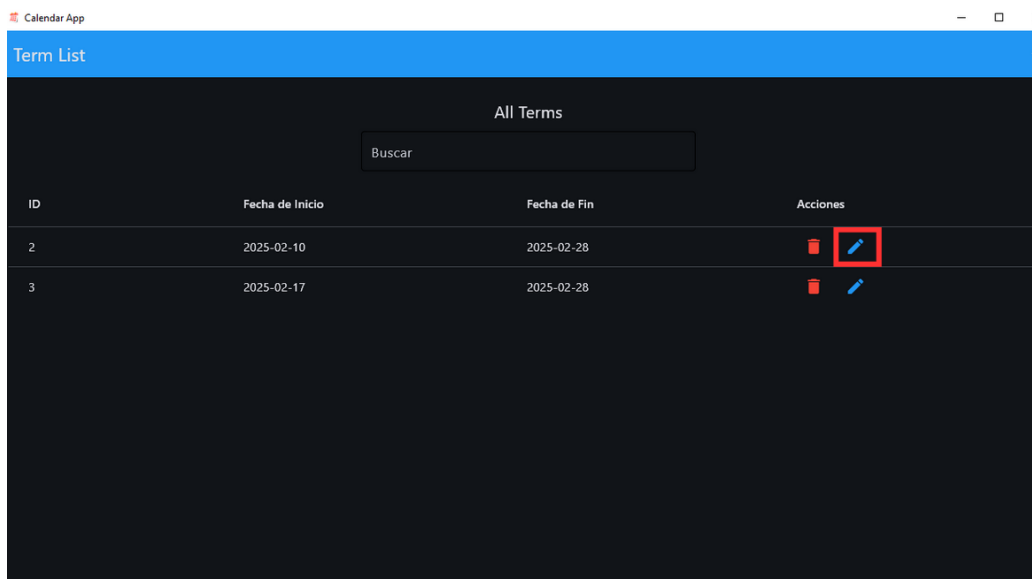 Calendar App
Term List
All Terms
Buscar
ID Fecha de Inicio Fecha de Fin Acciones
2 2025-02-10 2025-02-28
3 2025-02-17 2025-02-28